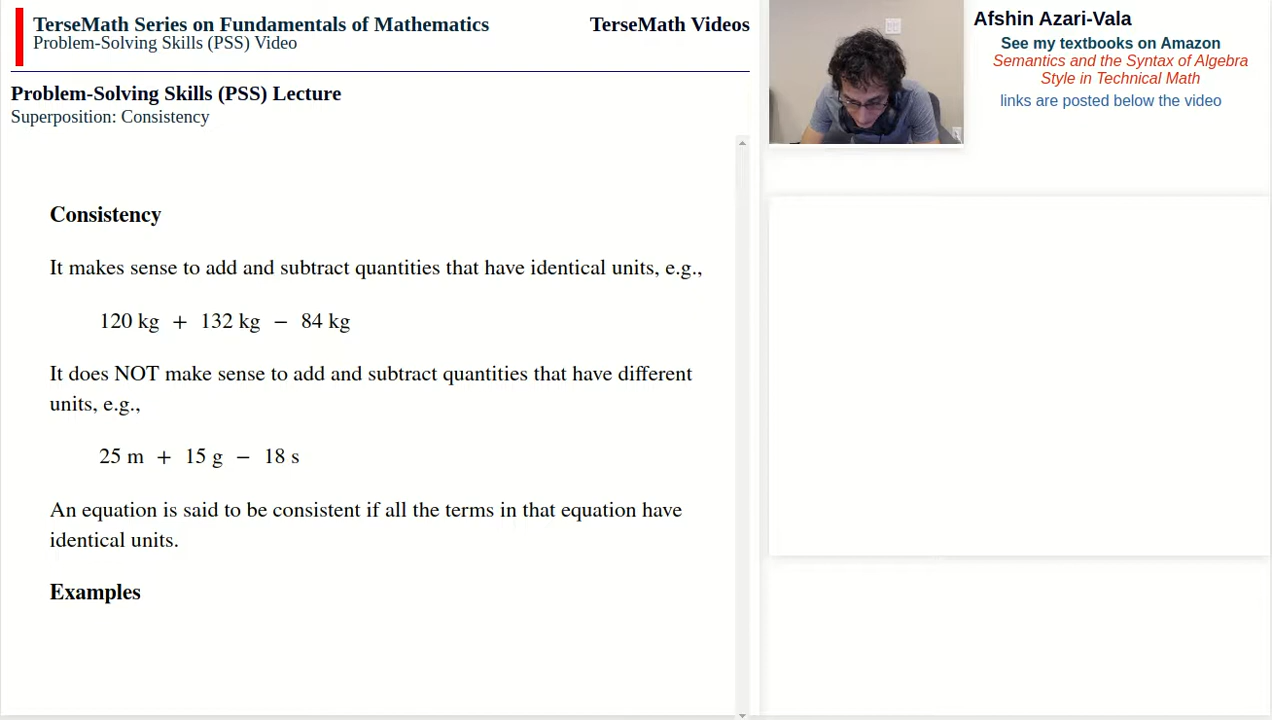 TerseMath Series on Fundamentals of Mathematics
Problem-Solving Skills (PSS) Video
TerseMath Videos
Problem-Solving Skills (PSS) Lecture
Superposition: Consistency
Consistency
It makes sense to add and subtract quantities that have identical units, e.g.,
120 kg + 132 kg − 84 kg
It does NOT make sense to add and subtract quantities that have different
units, e.g.,
25 m + 15 g − 18 s
An equation is said to be consistent if all the terms in that equation have
identical units.
Examples
Afshin Azari-Vala
See my textbooks on Amazon
Semantics and the Syntax of Algebra
Style in Technical Math
links are posted below the video